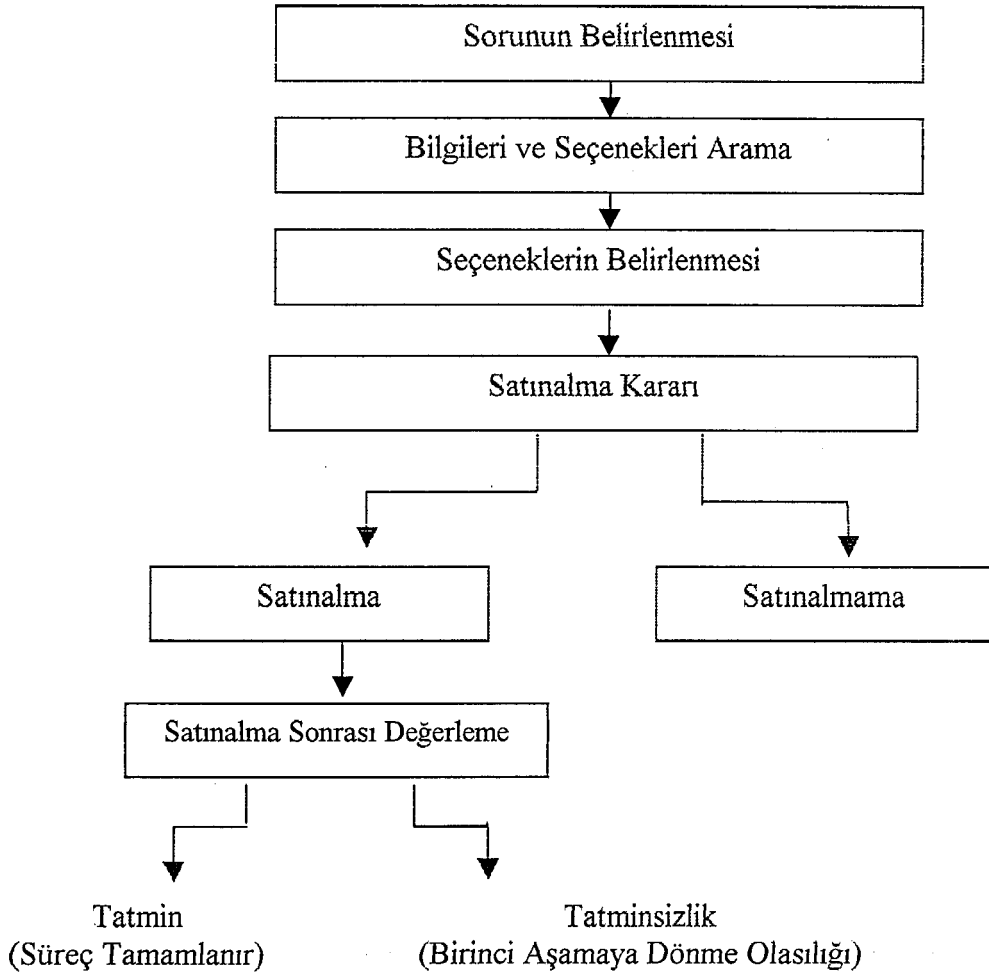 Sorunun Belirlenmesi
Bilgileri ve Seçenekleri Arama
Seçeneklerin Belirlenmesi
Satınalma Kararı
Satınalma
Satınalmama
Satınalma Sonrası Değerleme
Tatmin
(Süreç Tamamlanır)
Tatminsizlik
(Birinci Aşamaya Dönme Olasılığı)